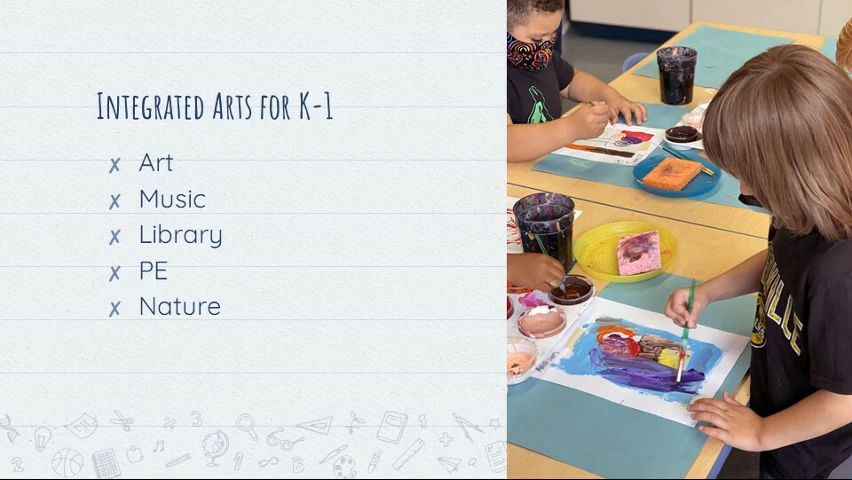 Integrated Arts for K-1
✗ Art
✗ Music
✗ Library
✗ PE
✗ Nature